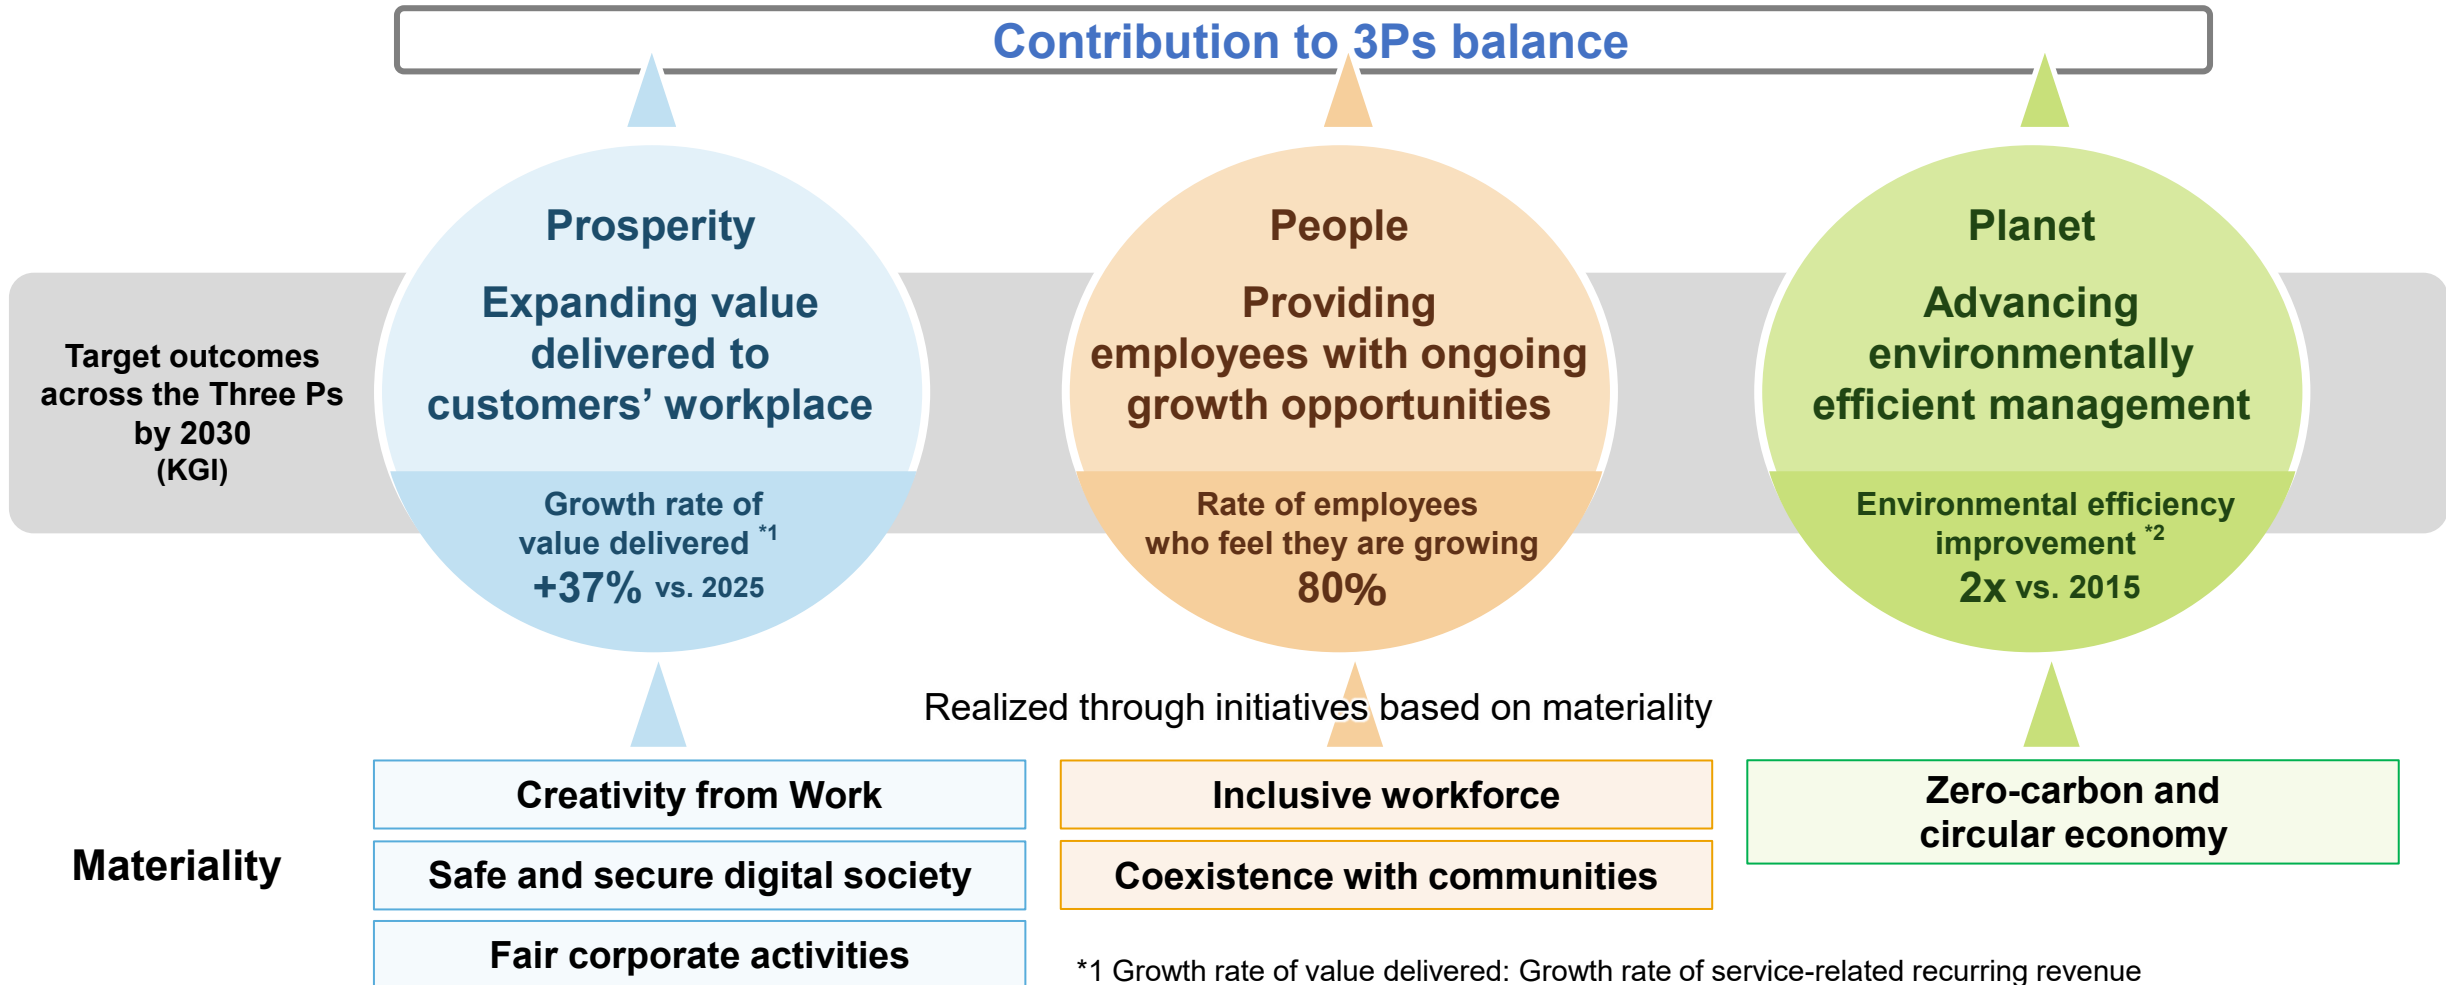 Contribution to 3Ps balance
Target outcomes
across the Three Ps
by 2030
(KGI)
Prosperity
Expanding value
delivered to
customers’ workplace
Growth rate of
value delivered *1
+37% vs. 2025
People
Providing
employees with ongoing
growth opportunities
Rate of employees
who feel they are growing
80%
Planet
Advancing
environmentally
efficient management
Environmental efficiency
improvement *2
2x vs. 2015
Realized through initiatives based on materiality
Materiality
Creativity from Work
Safe and secure digital society
Fair corporate activities
Inclusive workforce
Coexistence with communities
Zero-carbon and
circular economy
*1 Growth rate of value delivered: Growth rate of service-related recurring revenue